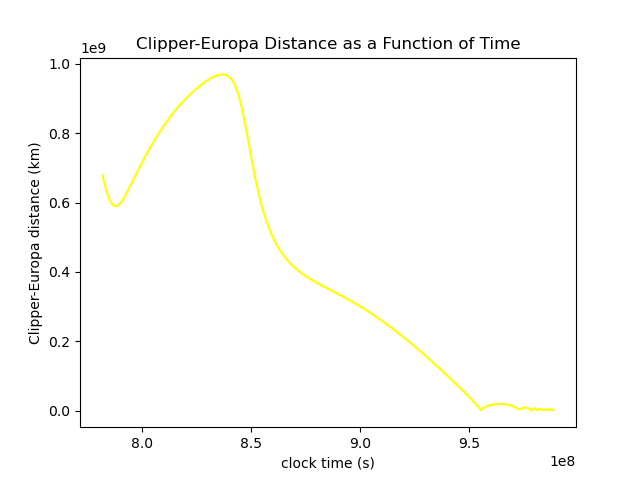 Clipper-Europa Distance as a Function of Time
1e9
1.0
0.8
0.6
0.4
0.2
0.0
Clipper-Europa distance (km)
8.0 8.5 9.0 9.5
1e8
clock time (s)